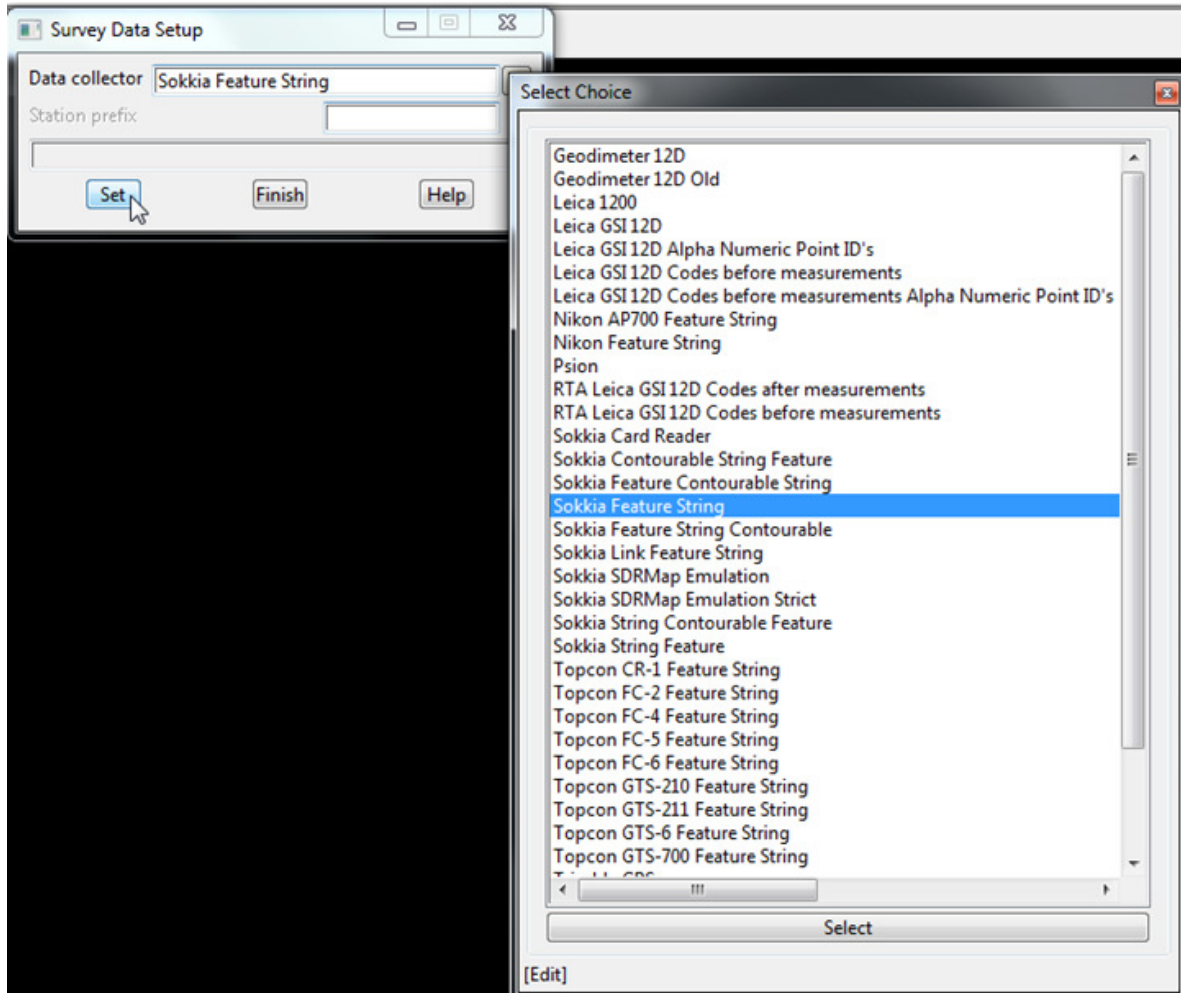 Survey Data Setup
Data collector Sokkia Feature String
Station prefix
Set Finish Help
Select Choice
Geodimeter 12D
Geodimeter 12D Old
Leica 1200
Leica GSI 12D
Leica GSI 12D Alpha Numeric Point ID's
Leica GSI 12D Codes before measurements
Leica GSI 12D Codes before measurements Alpha Numeric Point ID's
Nikon AP700 Feature String
Nikon Feature String
Psion
RTA Leica GSI 12D Codes after measurements
RTA Leica GSI 12D Codes before measurements
Sokkia Card Reader
Sokkia Contourable String Feature
Sokkia Feature Contourable String
Sokkia Feature String
Sokkia Feature String Contourable
Sokkia Link Feature String
Sokkia SDRMap Emulation
Sokkia SDRMap Emulation Strict
Sokkia String Contourable Feature
Sokkia String Feature
Topcon CR-1 Feature String
Topcon FC-2 Feature String
Topcon FC-4 Feature String
Topcon FC-5 Feature String
Topcon FC-6 Feature String
Topcon GTS-210 Feature String
Topcon GTS-211 Feature String
Topcon GTS-6 Feature String
Topcon GTS-700 Feature String
Select
[Edit]